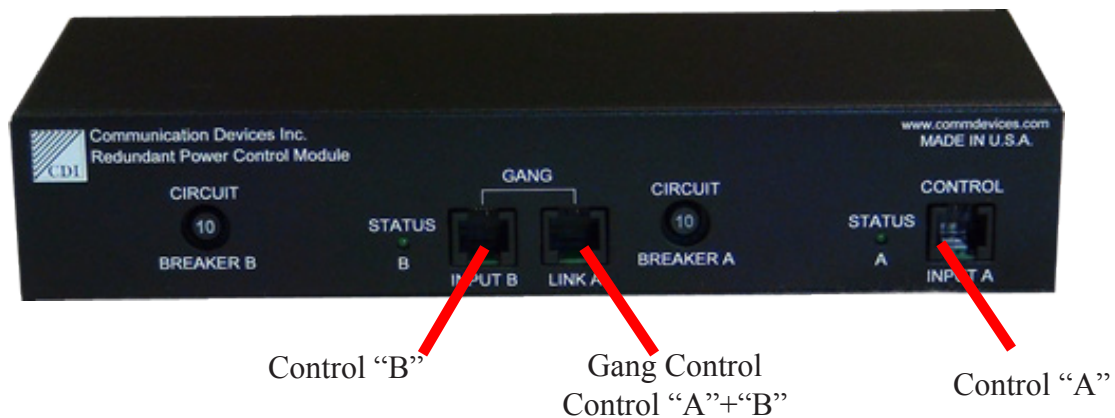 Communication Devices Inc.
Redundant Power Control Module
CDI
www.commdevices.com
MADE IN U.S.A.
CIRCUIT
10
BREAKER B
STATUS
B
GANG
INPUT B
LINK A
CIRCUIT
10
BREAKER A
STATUS
A
CONTROL
INPUT A
Control “B”
Gang Control
Control “A”+“B”
Control “A”